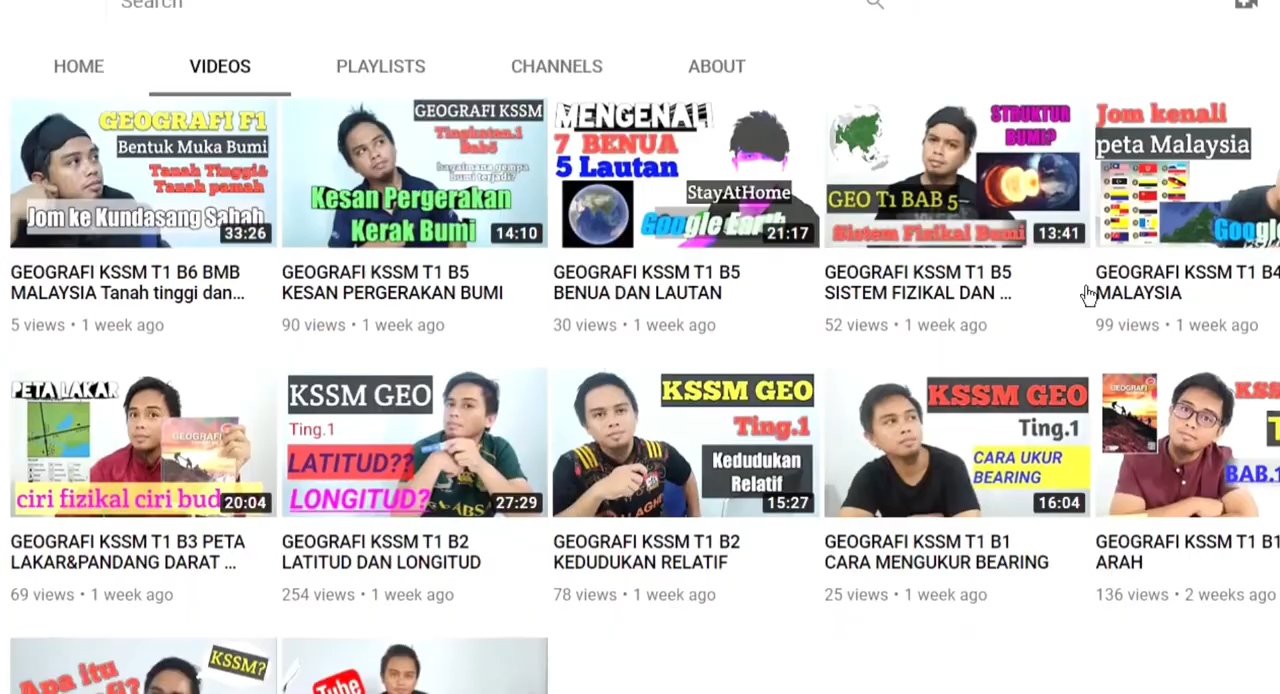 Search
HOME
VIDEOS
PLAYLISTS
CHANNELS
ABOUT
GEOGRAFI F1
Bentuk Muka Bumi
Tanah Tinggi&
Tanah pamah
Jom ke Kundasang Sabah
33:26
GEOGRAFI KSSM
Tingkatan.1
Bab5
bagaimana gempa
bumi terjadi?
Kesan Pergerakan
Kerak Bumi
14:10
MENGENALI
7 BENUA
5 Lautan
StayAtHome
Google Earth
21:17
STRUKTUR
BUMI?
GEO T1 BAB 5
Sistem Fizikal Bumi
13:41
Jom kenali
peta Malaysia
GEOGRAFI KSSM T1 B6 BMB
MALAYSIA Tanah tinggi dan...
5 views • 1 week ago
GEOGRAFI KSSM T1 B5
KESAN PERGERAKAN BUMI
90 views • 1 week ago
GEOGRAFI KSSM T1 B5
BENUA DAN LAUTAN
30 views • 1 week ago
GEOGRAFI KSSM T1 B5
SISTEM FIZIKAL DAN ...
52 views • 1 week ago
GEOGRAFI KSSM T1 B4
MALAYSIA
99 views • 1 week ago
PETA LAKAR
GEOGRAFI
ciri fizikal ciri bud
20:04
KSSM GEO
Ting.1
LATITUD??
LONGITUD?
27:29
KSSM GEO
Ting.1
Kedudukan
Relatif
15:27
KSSM GEO
Ting.1
CARA UKUR
BEARING
16:04
GEOGRAFI
KSS
BAB.1
GEOGRAFI KSSM T1 B3 PETA
LAKAR&PANDANG DARAT ...
69 views • 1 week ago
GEOGRAFI KSSM T1 B2
LATITUD DAN LONGITUD
254 views • 1 week ago
GEOGRAFI KSSM T1 B2
KEDUDUKAN RELATIF
78 views • 1 week ago
GEOGRAFI KSSM T1 B1
CARA MENGUKUR BEARING
25 views • 1 week ago
GEOGRAFI KSSM T1 B1
ARAH
136 views • 2 weeks ago
Apa itu
KSSM?
Tube